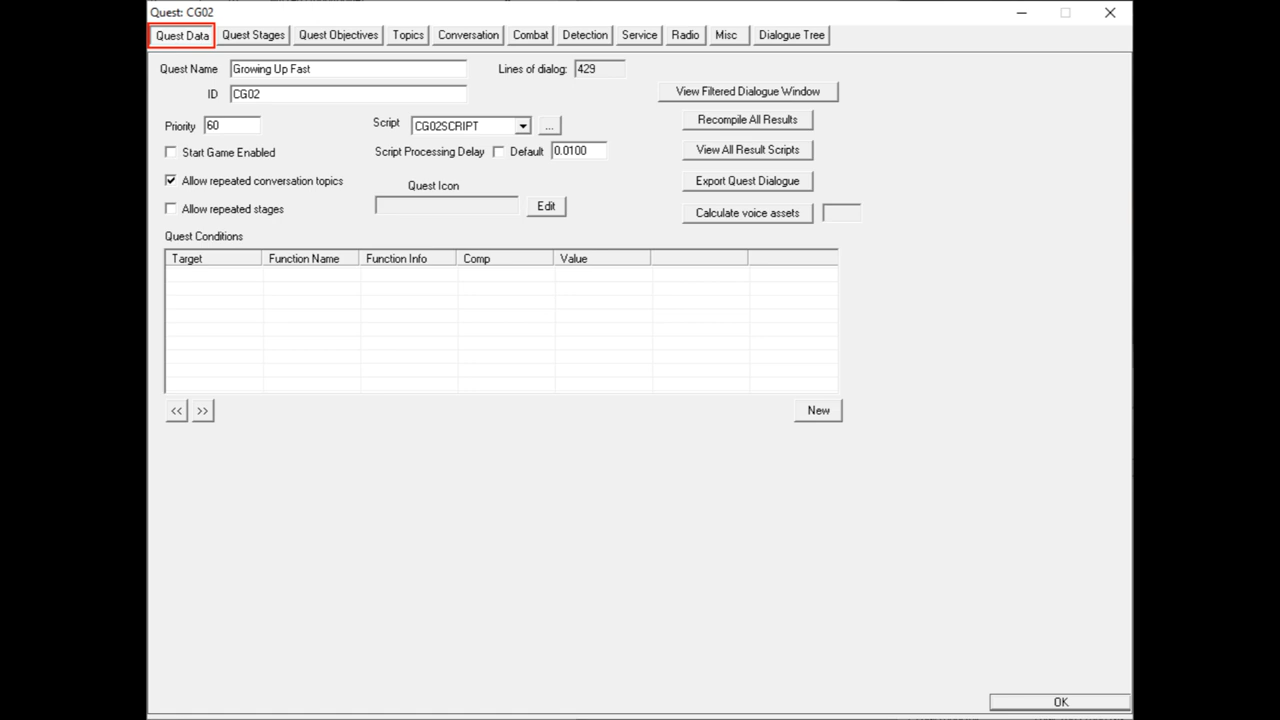 Quest: CG02
Quest Data Quest Stages Quest Objectives Topics Conversation Combat Detection Service Radio Misc Dialogue Tree
Quest Name Growing Up Fast Lines of dialog: 429
View Filtered Dialogue Window
ID CG02
Priority 60 Script CG02SCRIPT ... Recompile All Results
Start Game Enabled Script Processing Delay Default 0.0100 View All Result Scripts
Allow repeated conversation topics Quest Icon Export Quest Dialogue
Allow repeated stages Edit Calculate voice assets
Quest Conditions
Target Function Name Function Info Comp Value
<< >> New
OK